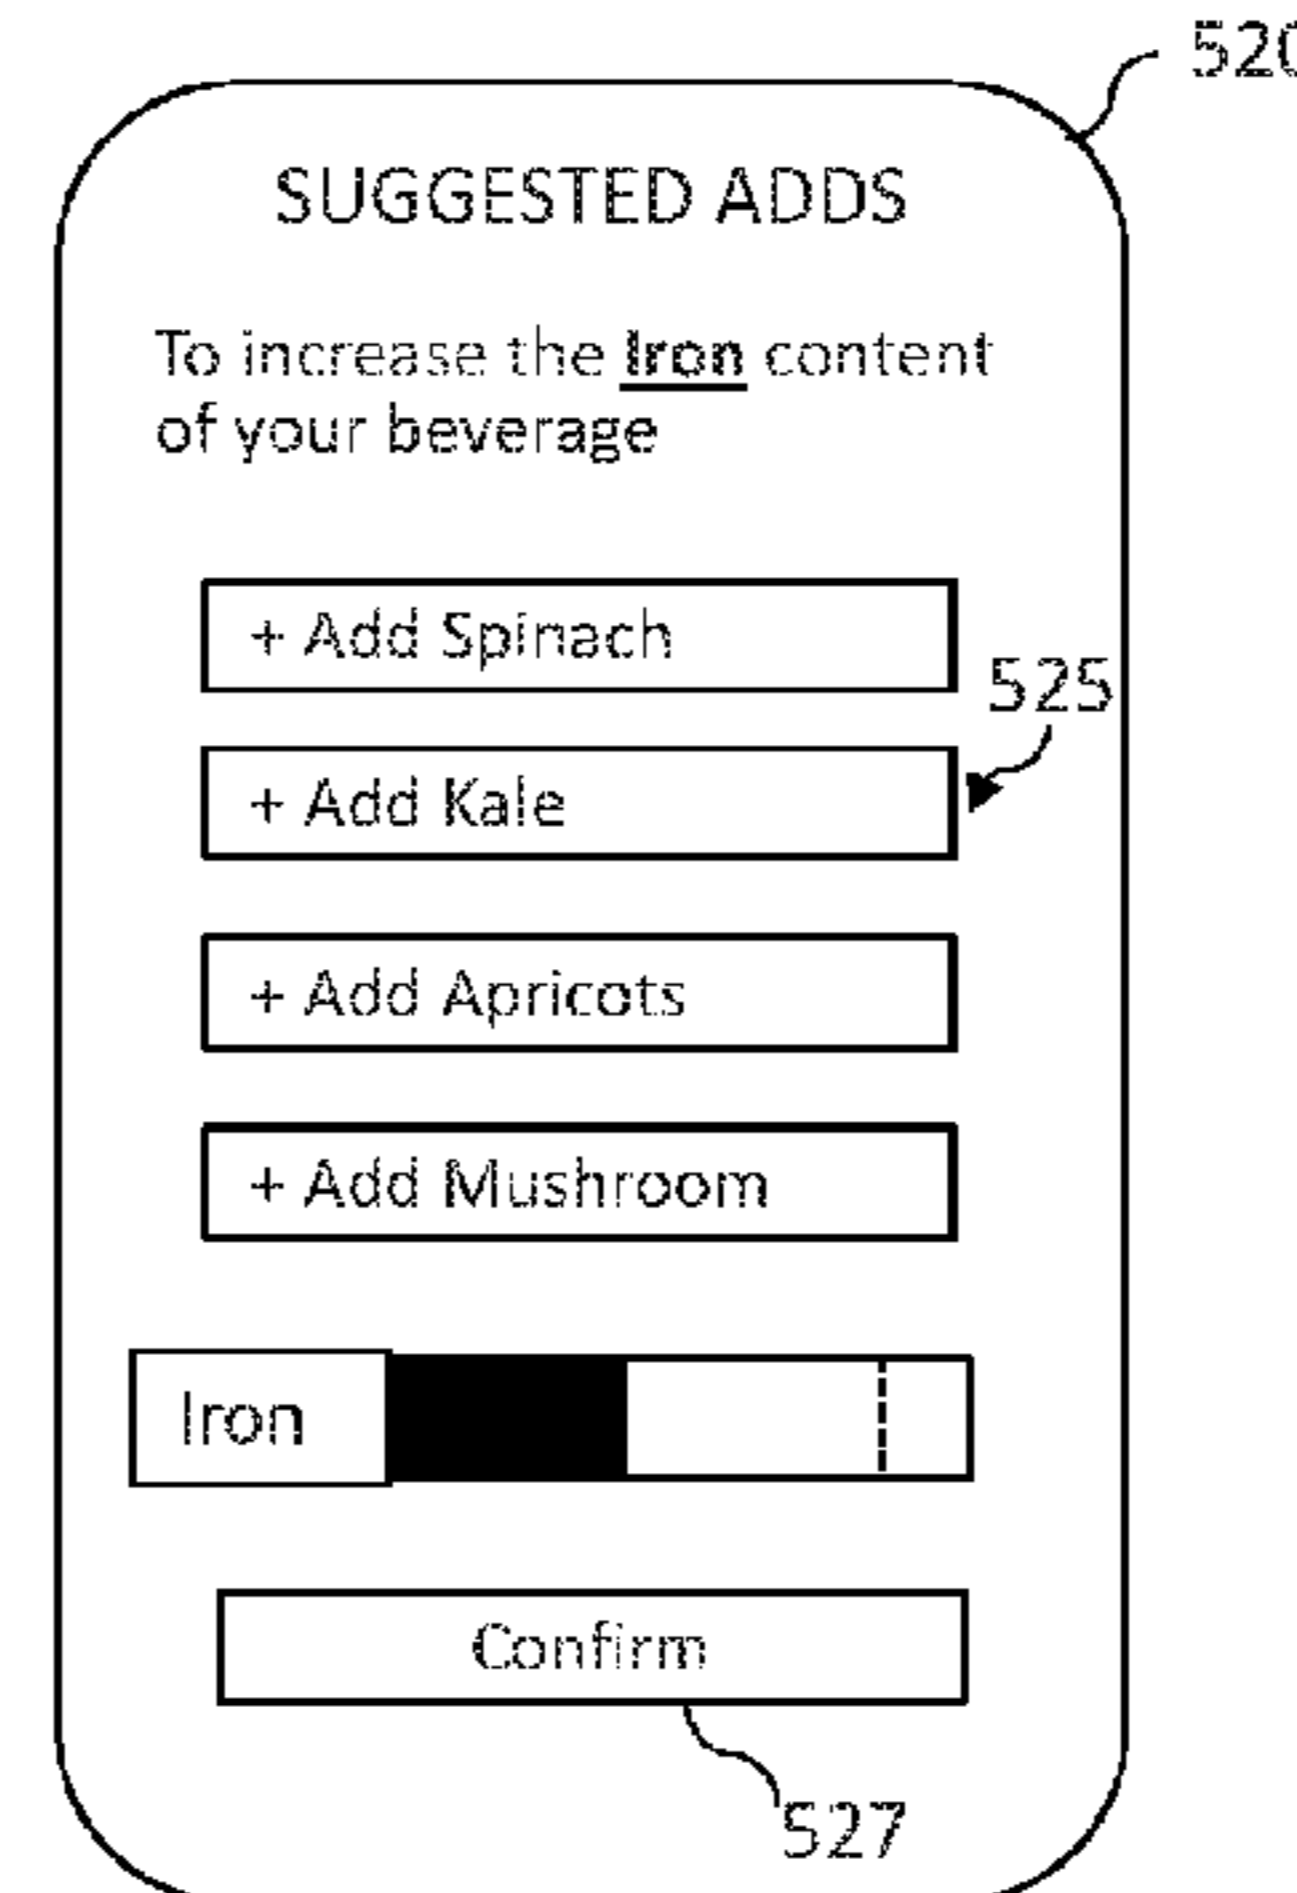 520
SUGGESTED ADDS
To increase the Iron content
of your beverage
+ Add Spinach
525
+ Add Kale
+ Add Apricots
+ Add Mushroom
Iron
Confirm
527